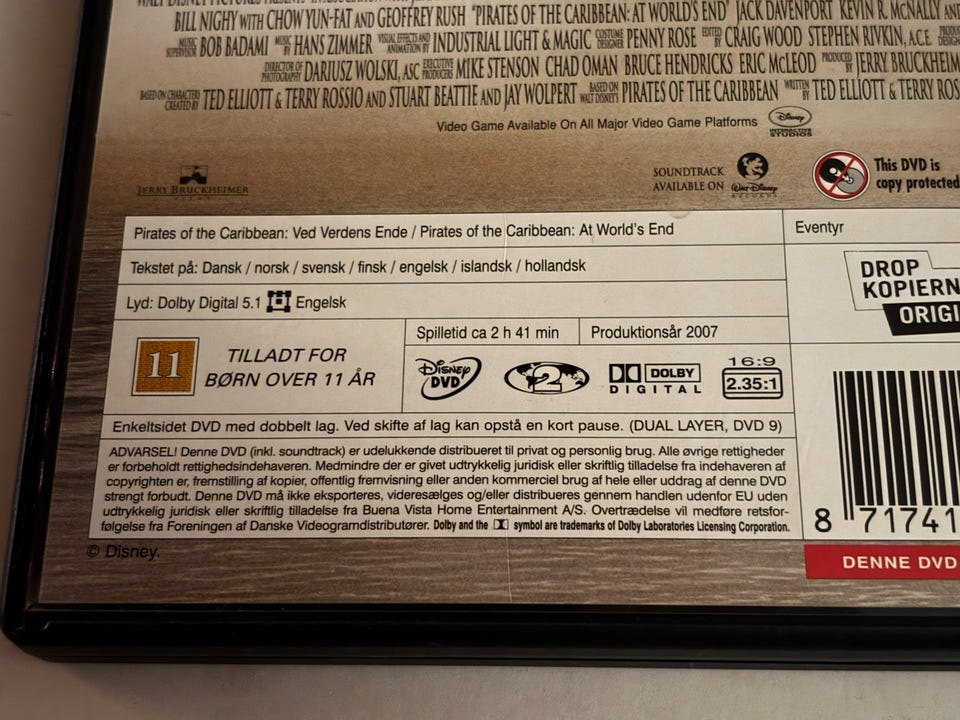 BILL NIGHY WITH CHOW YUN-FAT AND GEOFFREY RUSH "PIRATES OF THE CARIBBEAN: AT WORLD'S END" JACK DAVENPORT KEVIN R. McNALLY
MUSIC SUPERVISOR BOB BADAMI MUSIC BY HANS ZIMMER VISUAL EFFECTS AND ANIMATION BY INDUSTRIAL LIGHT & MAGIC COSTUME DESIGNER PENNY ROSE EDITED BY CRAIG WOOD STEPHEN RIVKIN, A.C.E.
DIRECTOR OF PHOTOGRAPHY DARIUSZ WOLSKI, ASC EXECUTIVE PRODUCERS MIKE STENSON CHAD OMAN BRUCE HENDRICKS ERIC McLEOD PRODUCED BY JERRY BRUCKHEIM
BASED ON CHARACTERS CREATED BY TED ELLIOTT & TERRY ROSSIO AND STUART BEATTIE AND JAY WOLPERT BASED ON WALT DISNEY'S PIRATES OF THE CARIBBEAN WRITTEN BY TED ELLIOTT & TERRY ROS
Video Game Available On All Major Video Game Platforms Disney INTERACTIVE STUDIOS
JERRY BRUCKHEIMER
FILMS
SOUNDTRACK AVAILABLE ON Walt Disney RECORDS
This DVD is
copy protected
Pirates of the Caribbean: Ved Verdens Ende / Pirates of the Caribbean: At World's End
Eventyr
Tekstet på: Dansk / norsk / svensk / finsk / engelsk / islandsk / hollandsk
Lyd: Dolby Digital 5.1 Engelsk
DROP
KOPIERN
ORIGI
11
TILLADT FOR
BØRN OVER 11 ÅR
Spilletid ca 2 h 41 min
Produktionsår 2007
DISNEY DVD
2
DOLBY
DIGITAL
16:9
2.35:1
Enkeltsidet DVD med dobbelt lag. Ved skifte af lag kan opstå en kort pause. (DUAL LAYER, DVD 9)
ADVARSEL! Denne DVD (inkl. soundtrack) er udelukkende distribueret til privat og personlig brug. Alle øvrige rettigheder
er forbeholdt rettighedsindehaveren. Medmindre der er givet udtrykkelig juridisk eller skriftlig tilladelse fra indehaveren af
copyrighten er, fremstilling af kopier, offentlig fremvisning eller anden kommerciel brug af hele eller uddrag af denne DVD
strengt forbudt. Denne DVD må ikke eksporteres, videresælges og/eller distribueres gennem handlen udenfor EU uden
udtrykkelig juridisk eller skriftlig tilladelse fra Buena Vista Home Entertainment A/S. Overtrædelse vil medføre retsfor-
følgelse fra Foreningen af Danske Videogramdistributører. Dolby and the symbol are trademarks of Dolby Laboratories Licensing Corporation.
8 71741
© Disney.
DENNE DVD